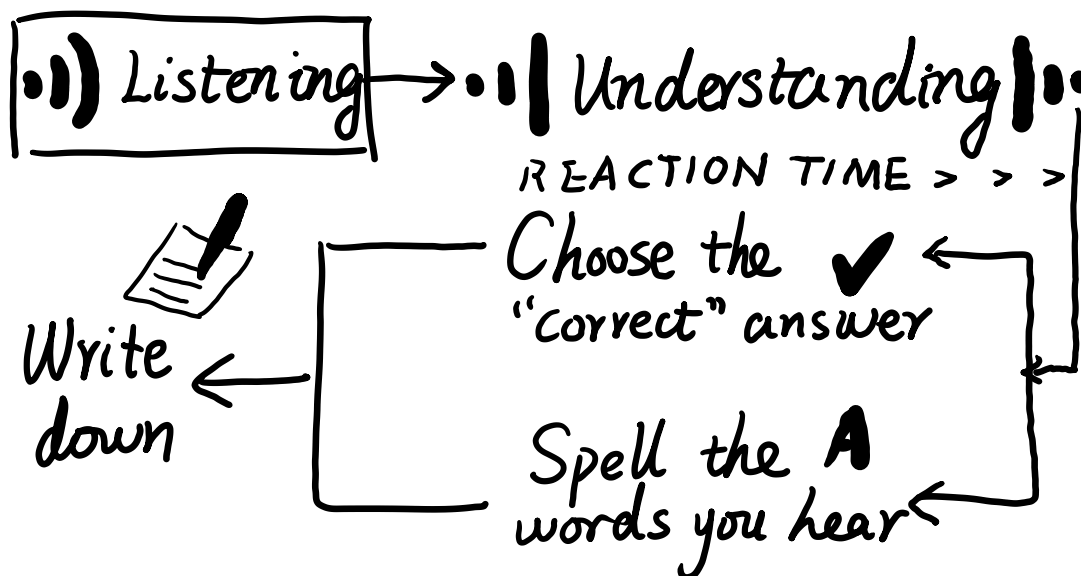 Listening
Understanding
REACTION TIME > > >
Choose the
"correct" answer
Write
down
Spell the A
words you hear